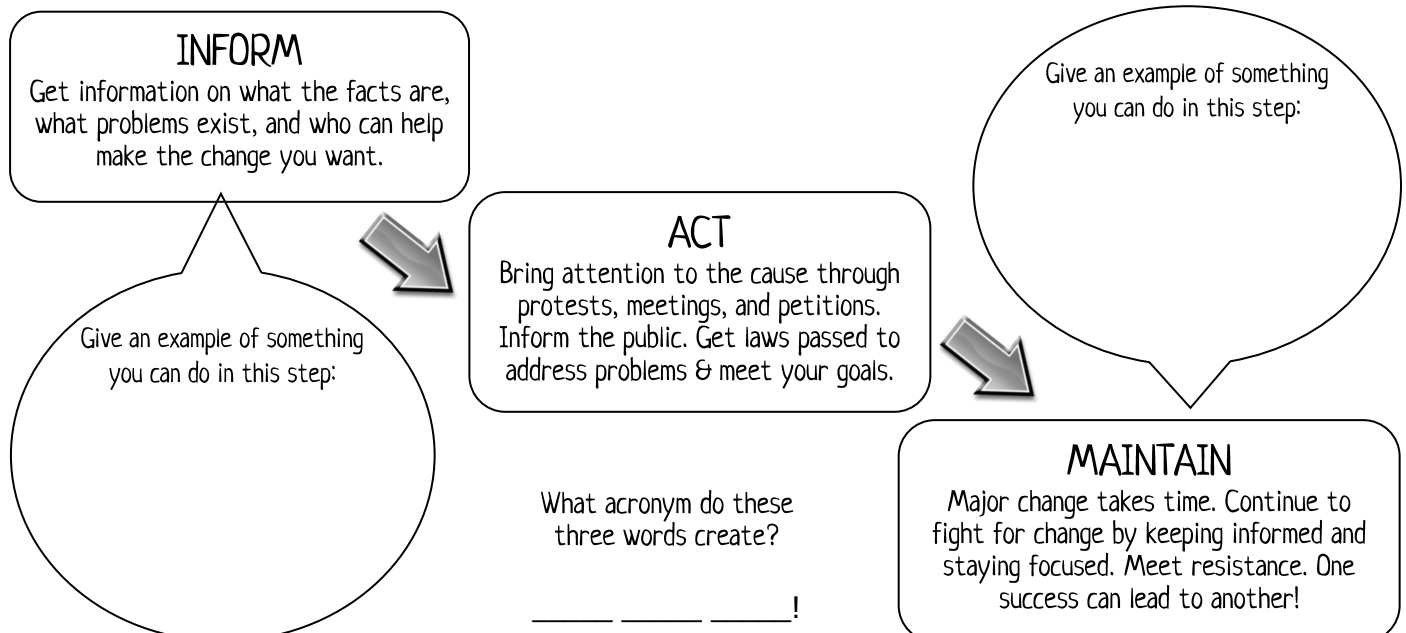 INFORM
Get information on what the facts are,
what problems exist, and who can help
make the change you want.
Give an example of something
you can do in this step:
ACT
Bring attention to the cause through
protests, meetings, and petitions.
Inform the public. Get laws passed to
address problems & meet your goals.
What acronym do these
three words create?
_____ _____ _____!
Give an example of something
you can do in this step:
MAINTAIN
Major change takes time. Continue to
fight for change by keeping informed and
staying focused. Meet resistance. One
success can lead to another!